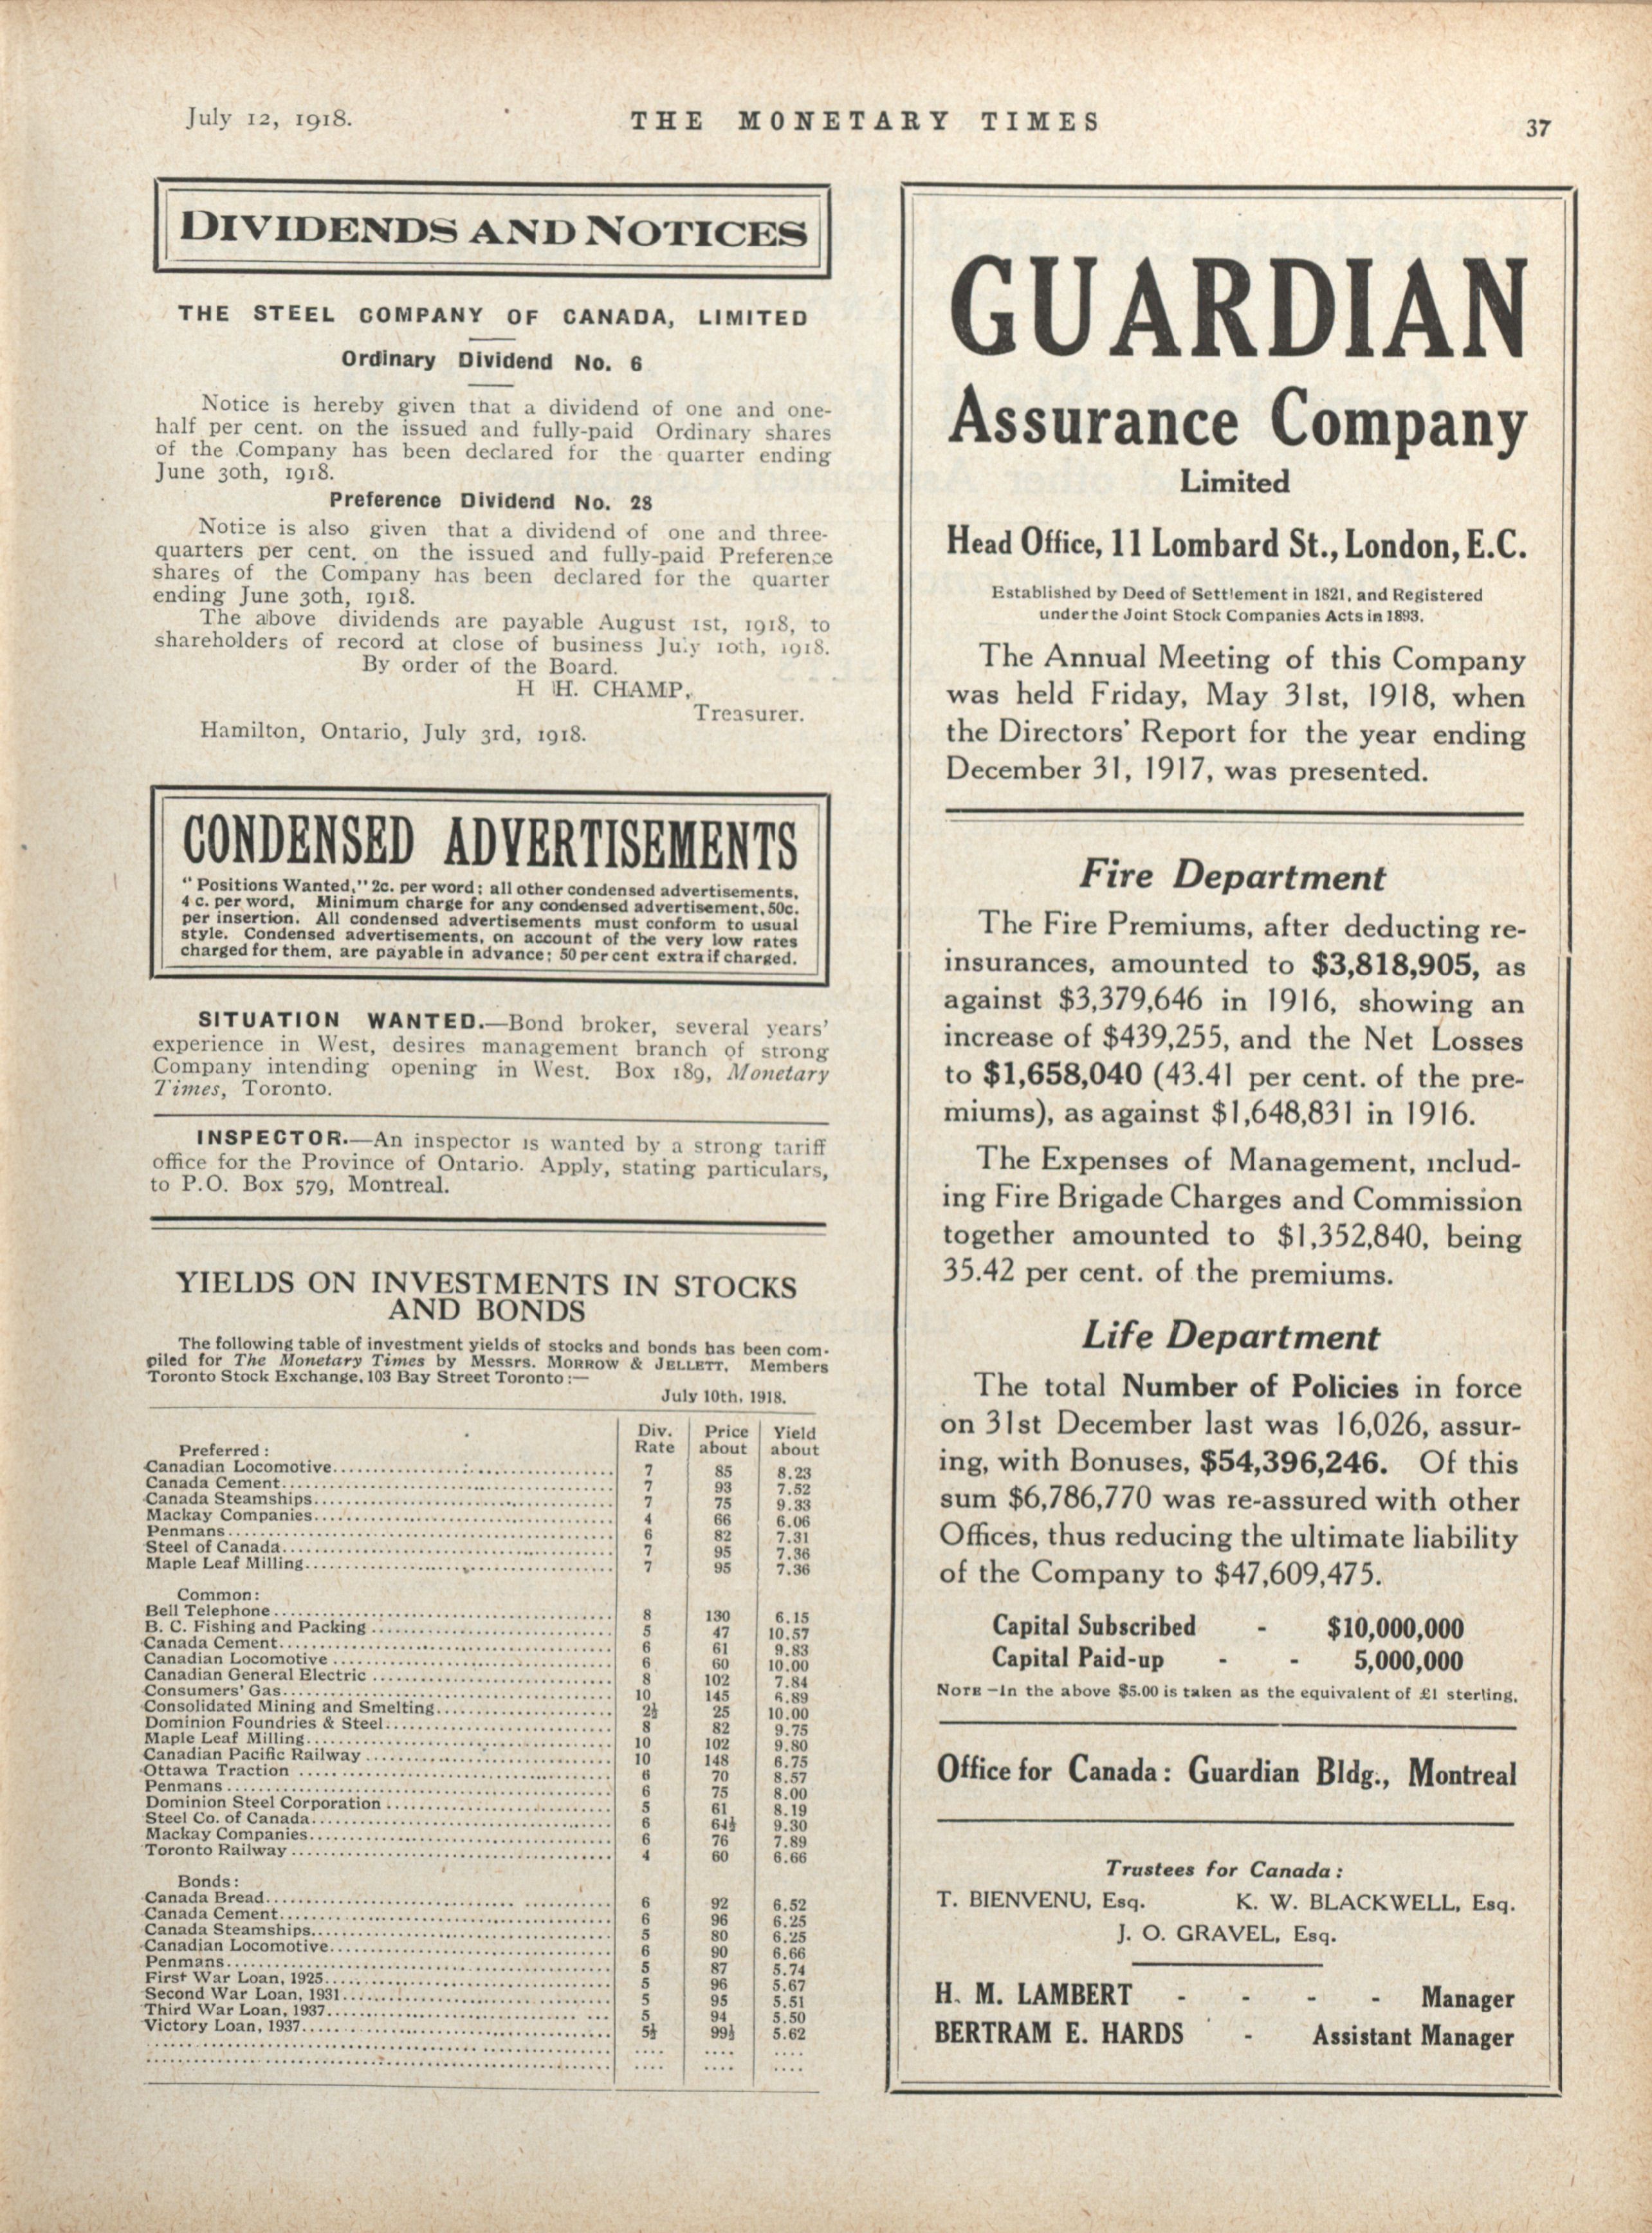 July 12, 1918.
THE MONETARY TIMES
37
DIVIDENDS AND NOTICES
THE STEEL COMPANY OF CANADA, LIMITED
Ordinary Dividend No. 6
Notice is hereby given that a dividend of one and one-
half per cent. on the issued and fully-paid Ordinary shares
of the Company has been declared for the quarter ending
June 30th, 1918.
Preference Dividend No. 28
Notice is also given that a dividend of one and three-
quarters per cent. on the issued and fully-paid Preference
shares of the Company has been declared for the quarter
ending June 30th, 1918.
The above dividends are payable August 1st, 1918, to
shareholders of record at close of business July 10th, 1918.
By order of the Board.
H H. CHAMP,
Treasurer.
Hamilton, Ontario, July 3rd, 1918.
CONDENSED ADVERTISEMENTS
"Positions Wanted," 2c. per word; all other condensed advertisements,
4 c. per word, Minimum charge for any condensed advertisement, 50c.
per insertion. All condensed advertisements must conform to usual
style. Condensed advertisements, on account of the very low rates
charged for them, are payable in advance; 50 per cent extra if charged.
SITUATION WANTED.—Bond broker, several years'
experience in West, desires management branch of strong
Company intending opening in West. Box 189, Monetary
Times, Toronto.
INSPECTOR.—An inspector is wanted by a strong tariff
office for the Province of Ontario. Apply, stating particulars,
to P.O. Box 579, Montreal.
YIELDS ON INVESTMENTS IN STOCKS
AND BONDS
The following table of investment yields of stocks and bonds has been com-
piled for The Monetary Times by Messrs. MORROW & JELLETT, Members
Toronto Stock Exchange, 103 Bay Street Toronto:—
July 10th, 1918.
Div. Rate Price about Yield about
Preferred:
Canadian Locomotive 7 85 8.23
Canada Cement 7 93 7.52
Canada Steamships 7 75 9.33
Mackay Companies 4 66 6.06
Penmans 6 82 7.31
Steel of Canada 7 95 7.36
Maple Leaf Milling 7 95 7.36
Common:
Bell Telephone 8 130 6.15
B. C. Fishing and Packing 5 47 10.57
Canada Cement 6 61 9.83
Canadian Locomotive 6 60 10.00
Canadian General Electric 8 102 7.84
Consumers' Gas 10 145 6.89
Consolidated Mining and Smelting 2½ 25 10.00
Dominion Foundries & Steel 8 82 9.75
Maple Leaf Milling 10 102 9.80
Canadian Pacific Railway 10 148 6.75
Ottawa Traction 6 70 8.57
Penmans 6 75 8.00
Dominion Steel Corporation 5 61 8.19
Steel Co. of Canada 6 64½ 9.30
Mackay Companies 6 76 7.89
Toronto Railway 4 60 6.66
Bonds:
Canada Bread 6 92 6.52
Canada Cement 6 96 6.25
Canada Steamships 5 80 6.25
Canadian Locomotive 6 90 6.66
Penmans 5 87 5.74
First War Loan, 1925 5 96 5.67
Second War Loan, 1931 5 95 5.51
Third War Loan, 1937 5 94 5.50
Victory Loan, 1937 5½ 99½ 5.62
GUARDIAN
Assurance Company
Limited
Head Office, 11 Lombard St., London, E.C.
Established by Deed of Settlement in 1821, and Registered
under the Joint Stock Companies Acts in 1893.
The Annual Meeting of this Company
was held Friday, May 31st, 1918, when
the Directors' Report for the year ending
December 31, 1917, was presented.
Fire Department
The Fire Premiums, after deducting re-
insurances, amounted to $3,818,905, as
against $3,379,646 in 1916, showing an
increase of $439,255, and the Net Losses
to $1,658,040 (43.41 per cent. of the pre-
miums), as against $1,648,831 in 1916.
The Expenses of Management, includ-
ing Fire Brigade Charges and Commission
together amounted to $1,352,840, being
35.42 per cent. of the premiums.
Life Department
The total Number of Policies in force
on 31st December last was 16,026, assur-
ing, with Bonuses, $54,396,246. Of this
sum $6,786,770 was re-assured with other
Offices, thus reducing the ultimate liability
of the Company to $47,609,475.
Capital Subscribed - $10,000,000
Capital Paid-up - - 5,000,000
NOTE—In the above $5.00 is taken as the equivalent of £1 sterling.
Office for Canada: Guardian Bldg., Montreal
Trustees for Canada:
T. BIENVENU, Esq. K. W. BLACKWELL, Esq.
J. O. GRAVEL, Esq.
H. M. LAMBERT - - - - Manager
BERTRAM E. HARDS - Assistant Manager